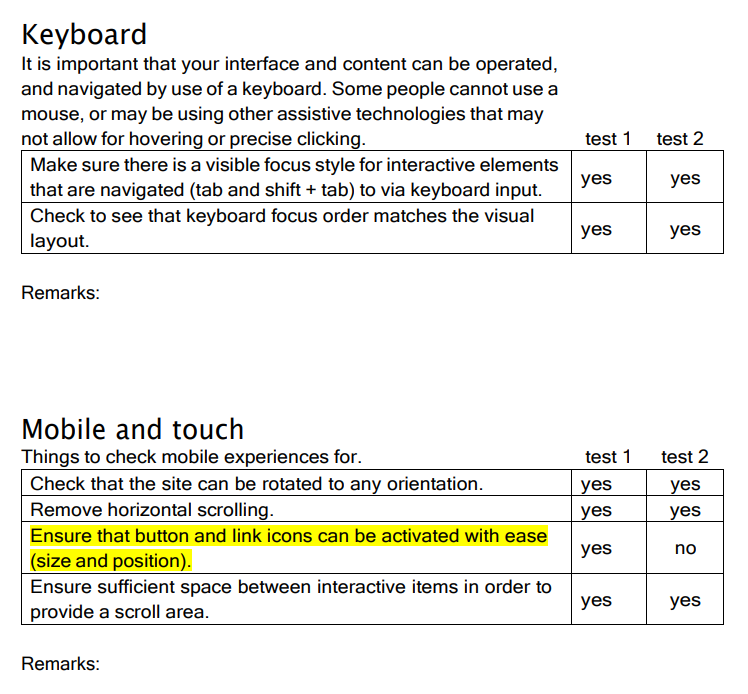 Keyboard
It is important that your interface and content can be operated,
and navigated by use of a keyboard. Some people cannot use a
mouse, or may be using other assistive technologies that may
not allow for hovering or precise clicking. test 1 test 2
Make sure there is a visible focus style for interactive elements
that are navigated (tab and shift + tab) to via keyboard input. yes yes
Check to see that keyboard focus order matches the visual
layout. yes yes
Remarks:
Mobile and touch
Things to check mobile experiences for. test 1 test 2
Check that the site can be rotated to any orientation. yes yes
Remove horizontal scrolling. yes yes
Ensure that button and link icons can be activated with ease
(size and position). yes no
Ensure sufficient space between interactive items in order to
provide a scroll area. yes yes
Remarks: